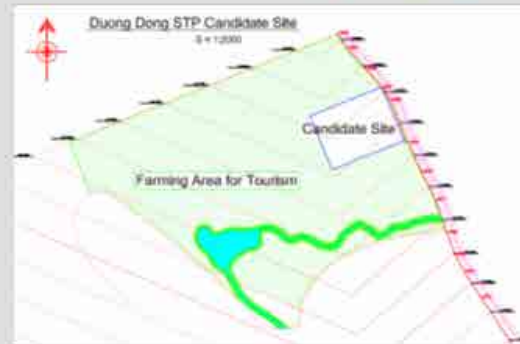 Duong Dong STP Candidate Site
S = 1:2000
Candidate Site
Farming Area for Tourism